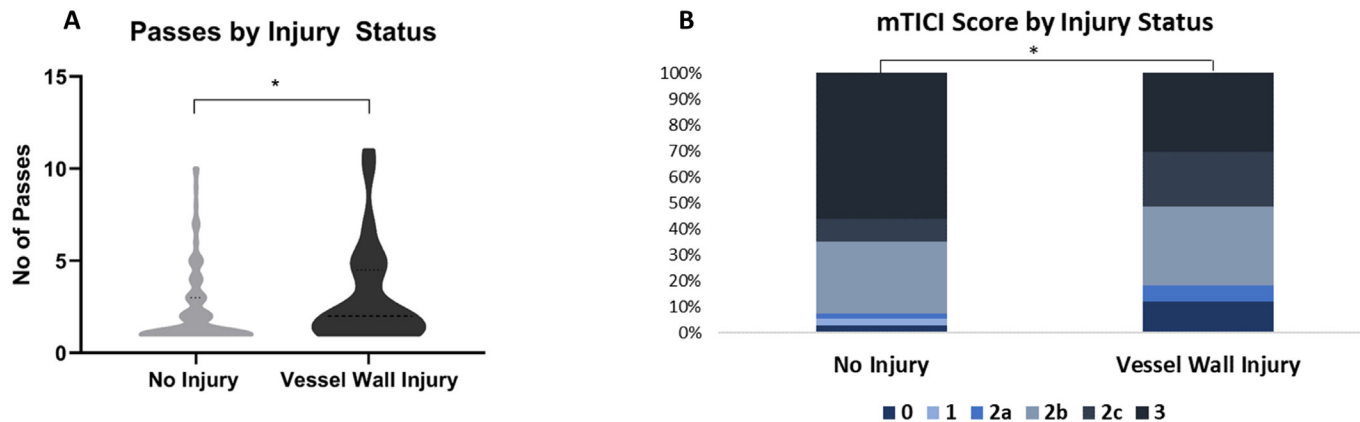 A
Passes by Injury Status
*
15
10
5
0
No of Passes
No Injury
Vessel Wall Injury
B
mTICI Score by Injury Status
*
100%
90%
80%
70%
60%
50%
40%
30%
20%
10%
0%
No Injury
Vessel Wall Injury
0 1 2a 2b 2c 3